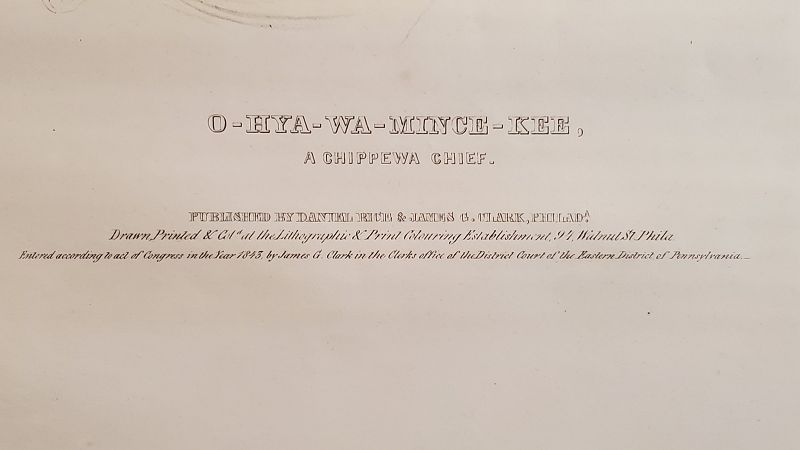 O-HYA-WA-MINCE-KEE,
A CHIPPEWA CHIEF.
PUBLISHED BY DANIEL RICE & JAMES G. CLARK, PHILADᴬ
Drawn, Printed & Colᵈ at the Lithographic & Print Colouring Establishment, 94, Walnut Sᵗ Phila
Entered according to act of Congress in the Year 1843, by James G. Clark in the Clerks office of the District Court of the Eastern District of Pennsylvania.